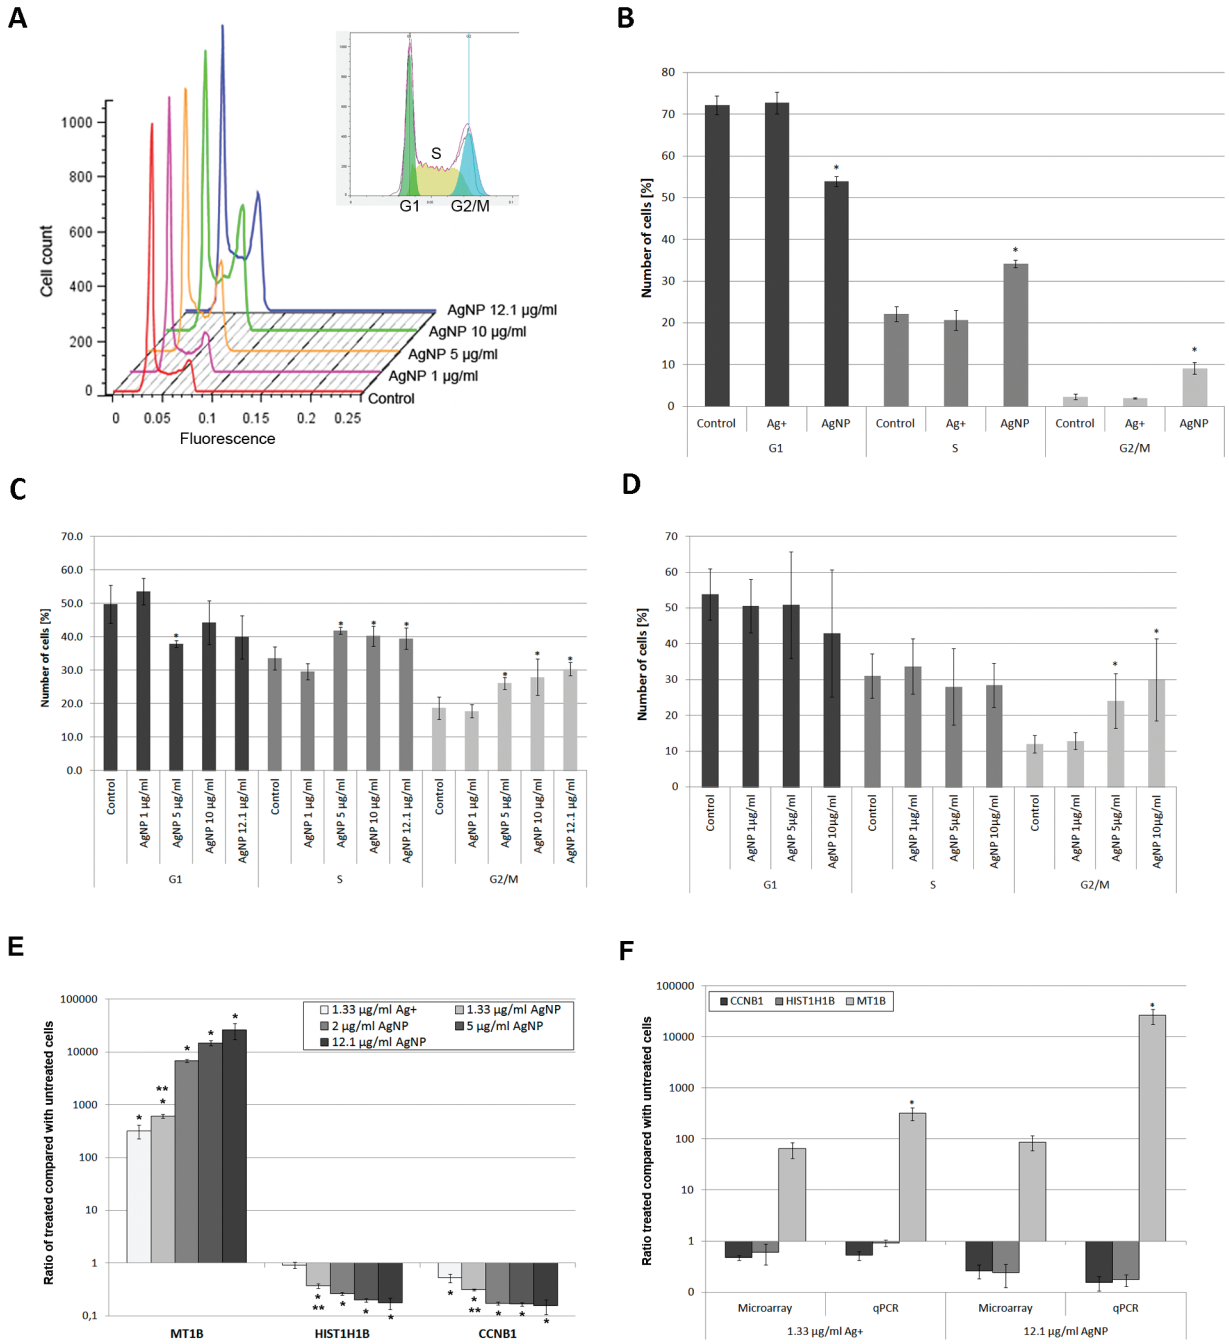 A
1000
800
600
400
200
0
Cell count
0
0.05
0.1
0.15
0.2
0.25
Fluorescence
AgNP 12.1 µg/ml
AgNP 10 µg/ml
AgNP 5 µg/ml
AgNP 1 µg/ml
Control
S
G1
G2/M
B
80
70
60
50
40
30
20
10
0
Number of cells [%]
*
*
*
Control
Ag+
AgNP
Control
Ag+
AgNP
Control
Ag+
AgNP
G1
S
G2/M
C
70.0
60.0
50.0
40.0
30.0
20.0
10.0
0.0
Number of cells [%]
*
*
*
*
*
*
*
Control
AgNP 1 µg/ml
AgNP 5 µg/ml
AgNP 10 µg/ml
AgNP 12.1 µg/ml
Control
AgNP 1 µg/ml
AgNP 5 µg/ml
AgNP 10 µg/ml
AgNP 12.1 µg/ml
Control
AgNP 1 µg/ml
AgNP 5 µg/ml
AgNP 10 µg/ml
AgNP 12.1 µg/ml
G1
S
G2/M
D
70
60
50
40
30
20
10
0
Number of cells [%]
*
*
Control
AgNP 1µg/ml
AgNP 5µg/ml
AgNP 10µg/ml
Control
AgNP 1µg/ml
AgNP 5µg/ml
AgNP 10µg/ml
Control
AgNP 1µg/ml
AgNP 5µg/ml
AgNP 10µg/ml
G1
S
G2/M
E
100000
10000
1000
100
10
1
0,1
Ratio of treated compared with untreated cells
1.33 µg/ml Ag+
1.33 µg/ml AgNP
2 µg/ml AgNP
5 µg/ml AgNP
12.1 µg/ml AgNP
*
**
*
*
*
*
*
**
*
*
*
*
*
**
*
*
*
MT1B
HIST1H1B
CCNB1
F
100000
10000
1000
100
10
1
0
Ratio treated compared with untreated cells
CCNB1
HIST1H1B
MT1B
*
*
Microarray
qPCR
Microarray
qPCR
1.33 µg/ml Ag+
12.1 µg/ml AgNP